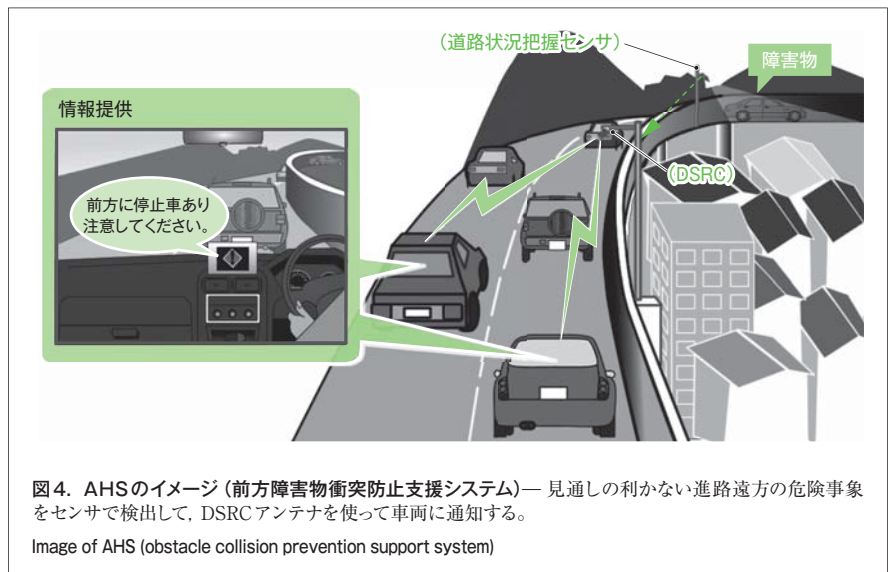 (道路状況把握センサ)
障害物
情報提供
(DSRC)
前方に停止車あり
注意してください。
図4. AHSのイメージ(前方障害物衝突防止支援システム)— 見通しの利かない進路遠方の危険事象
をセンサで検出して,DSRCアンテナを使って車両に通知する。
Image of AHS (obstacle collision prevention support system)